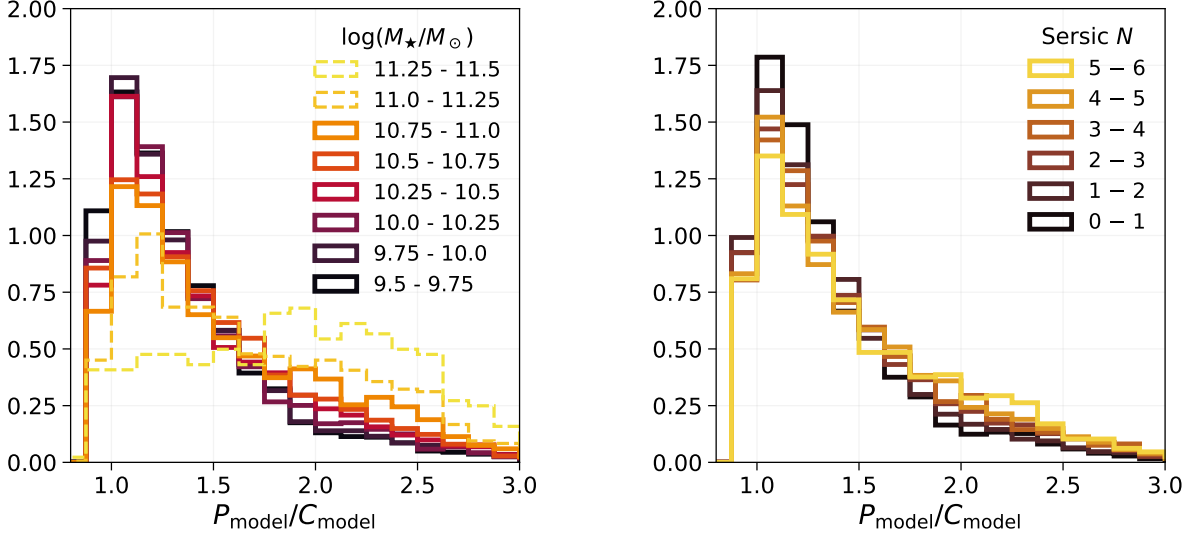 2.00
1.75
1.50
1.25
1.00
0.75
0.50
0.25
0.00
1.0 1.5 2.0 2.5 3.0
P_model/C_model
log(M★/M⊙)
11.25 - 11.5
11.0 - 11.25
10.75 - 11.0
10.5 - 10.75
10.25 - 10.5
10.0 - 10.25
9.75 - 10.0
9.5 - 9.75
2.00
1.75
1.50
1.25
1.00
0.75
0.50
0.25
0.00
1.0 1.5 2.0 2.5 3.0
P_model/C_model
Sersic N
5 − 6
4 − 5
3 − 4
2 − 3
1 − 2
0 − 1